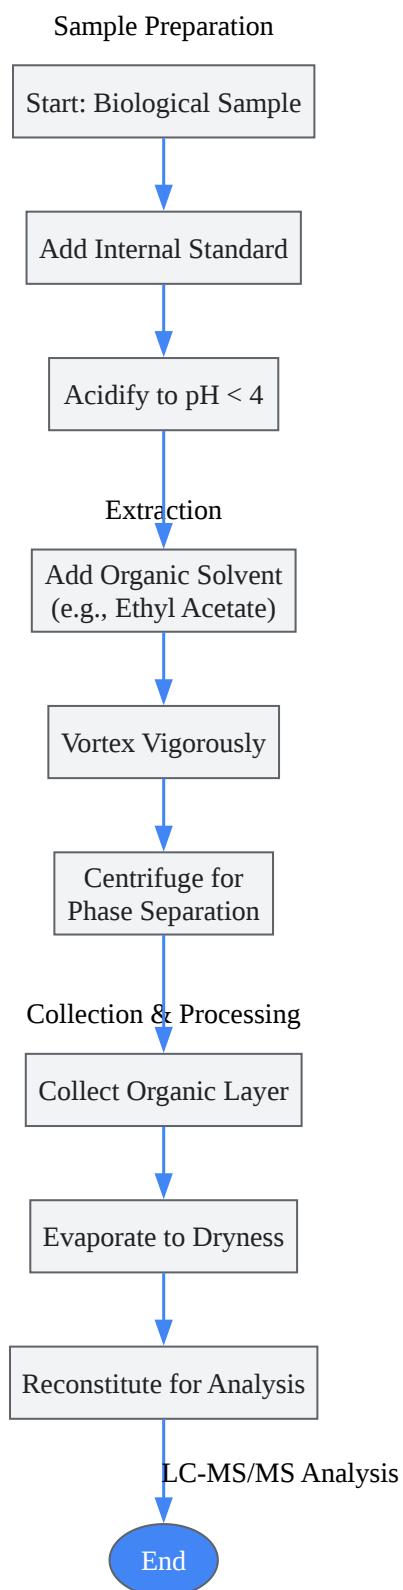 Sample Preparation
Start: Biological Sample
Add Internal Standard
Acidify to pH < 4
Extraction
Add Organic Solvent
(e.g., Ethyl Acetate)
Vortex Vigorously
Centrifuge for
Phase Separation
Collection & Processing
Collect Organic Layer
Evaporate to Dryness
Reconstitute for Analysis
LC-MS/MS Analysis
End